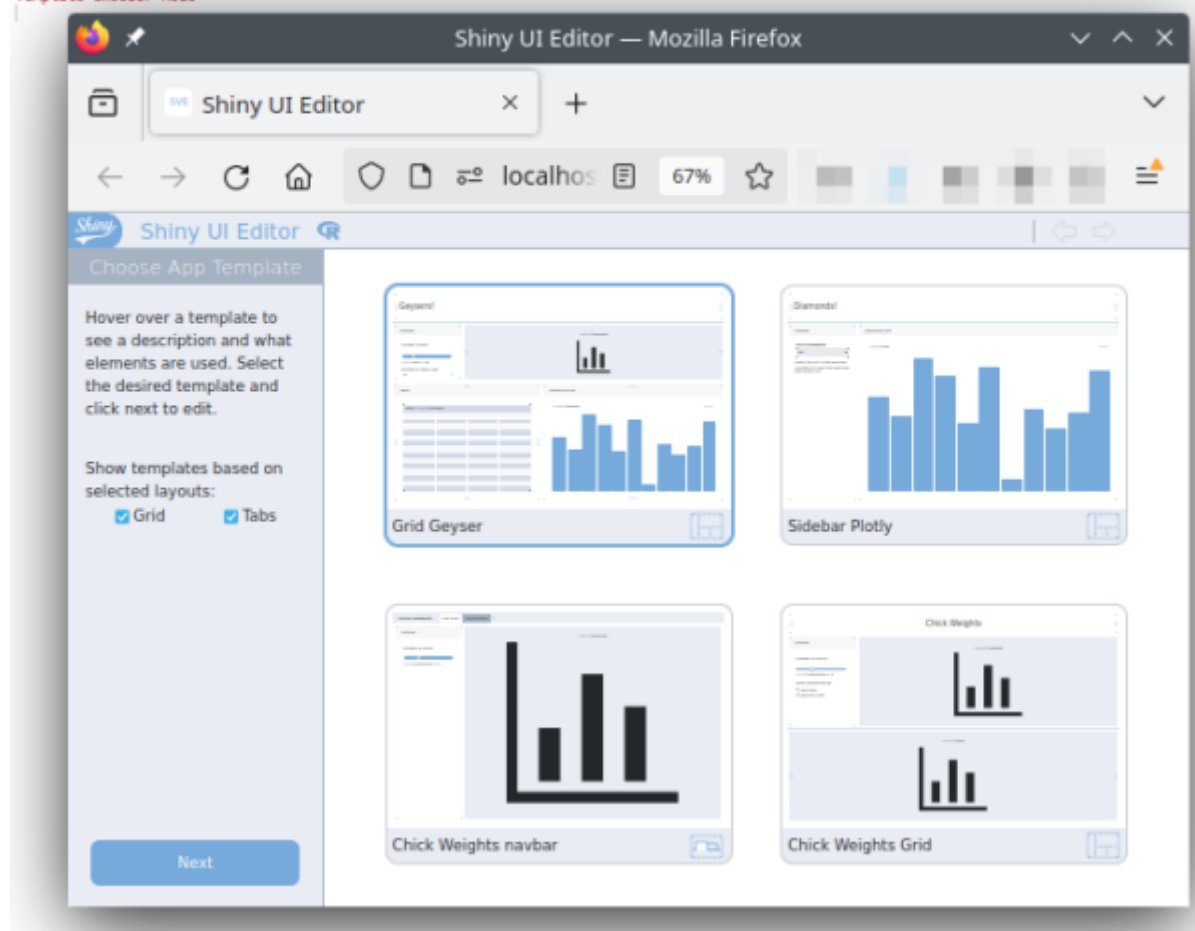 Shiny UI Editor — Mozilla Firefox
Shiny UI Editor
localhos
67%
Shiny
Shiny UI Editor
Choose App Template
Hover over a template to
see a description and what
elements are used. Select
the desired template and
click next to edit.
Show templates based on
selected layouts:
Grid
Tabs
Next
Geysers!
Grid Geyser
Diamonds!
Sidebar Plotly
Chick Weights navbar
Chick Weights
Chick Weights Grid